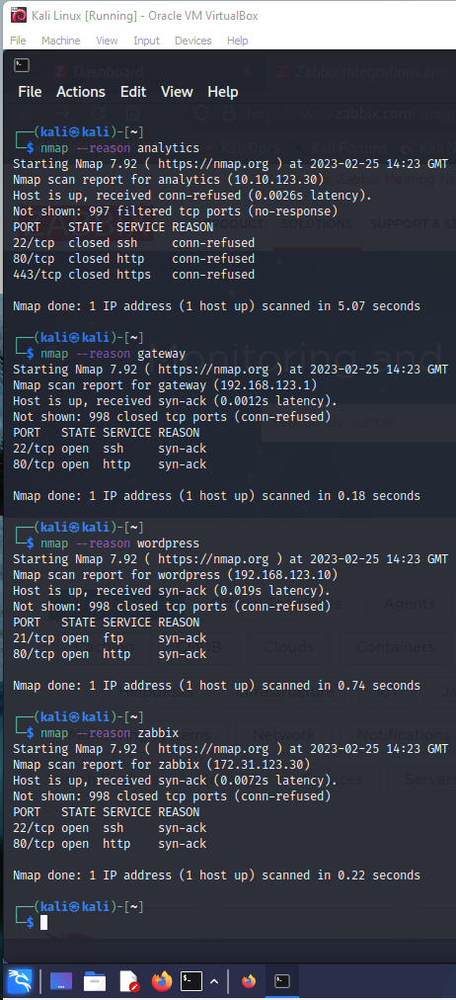 Kali Linux [Running] - Oracle VM VirtualBox
File Machine View Input Devices Help
Dashboard
Zabbix Integrations and
File Actions Edit View Help
https://www.zabbix.com/
Kali Docs Kali Forums Kali N
┌──(kali㉿kali)-[~]
└─$ nmap --reason analytics
Starting Nmap 7.92 ( https://nmap.org ) at 2023-02-25 14:23 GMT
Nmap scan report for analytics (10.10.123.30)
Host is up, received conn-refused (0.0026s latency).
Not shown: 997 filtered tcp ports (no-response)
PORT    STATE  SERVICE REASON
22/tcp  closed ssh     conn-refused
80/tcp  closed http    conn-refused
443/tcp closed https   conn-refused
Nmap done: 1 IP address (1 host up) scanned in 5.07 seconds
┌──(kali㉿kali)-[~]
└─$ nmap --reason gateway
Starting Nmap 7.92 ( https://nmap.org ) at 2023-02-25 14:23 GMT
Nmap scan report for gateway (192.168.123.1)
Host is up, received syn-ack (0.0012s latency).
Not shown: 998 closed tcp ports (conn-refused)
PORT   STATE SERVICE REASON
22/tcp open  ssh     syn-ack
80/tcp open  http    syn-ack
Nmap done: 1 IP address (1 host up) scanned in 0.18 seconds
┌──(kali㉿kali)-[~]
└─$ nmap --reason wordpress
Starting Nmap 7.92 ( https://nmap.org ) at 2023-02-25 14:23 GMT
Nmap scan report for wordpress (192.168.123.10)
Host is up, received syn-ack (0.019s latency).
Not shown: 998 closed tcp ports (conn-refused)
PORT   STATE SERVICE REASON
21/tcp open  ftp     syn-ack
80/tcp open  http    syn-ack
Nmap done: 1 IP address (1 host up) scanned in 0.74 seconds
┌──(kali㉿kali)-[~]
└─$ nmap --reason zabbix
Starting Nmap 7.92 ( https://nmap.org ) at 2023-02-25 14:23 GMT
Nmap scan report for zabbix (172.31.123.30)
Host is up, received syn-ack (0.0072s latency).
Not shown: 998 closed tcp ports (conn-refused)
PORT   STATE SERVICE REASON
22/tcp open  ssh     syn-ack
80/tcp open  http    syn-ack
Nmap done: 1 IP address (1 host up) scanned in 0.22 seconds
┌──(kali㉿kali)-[~]
└─$